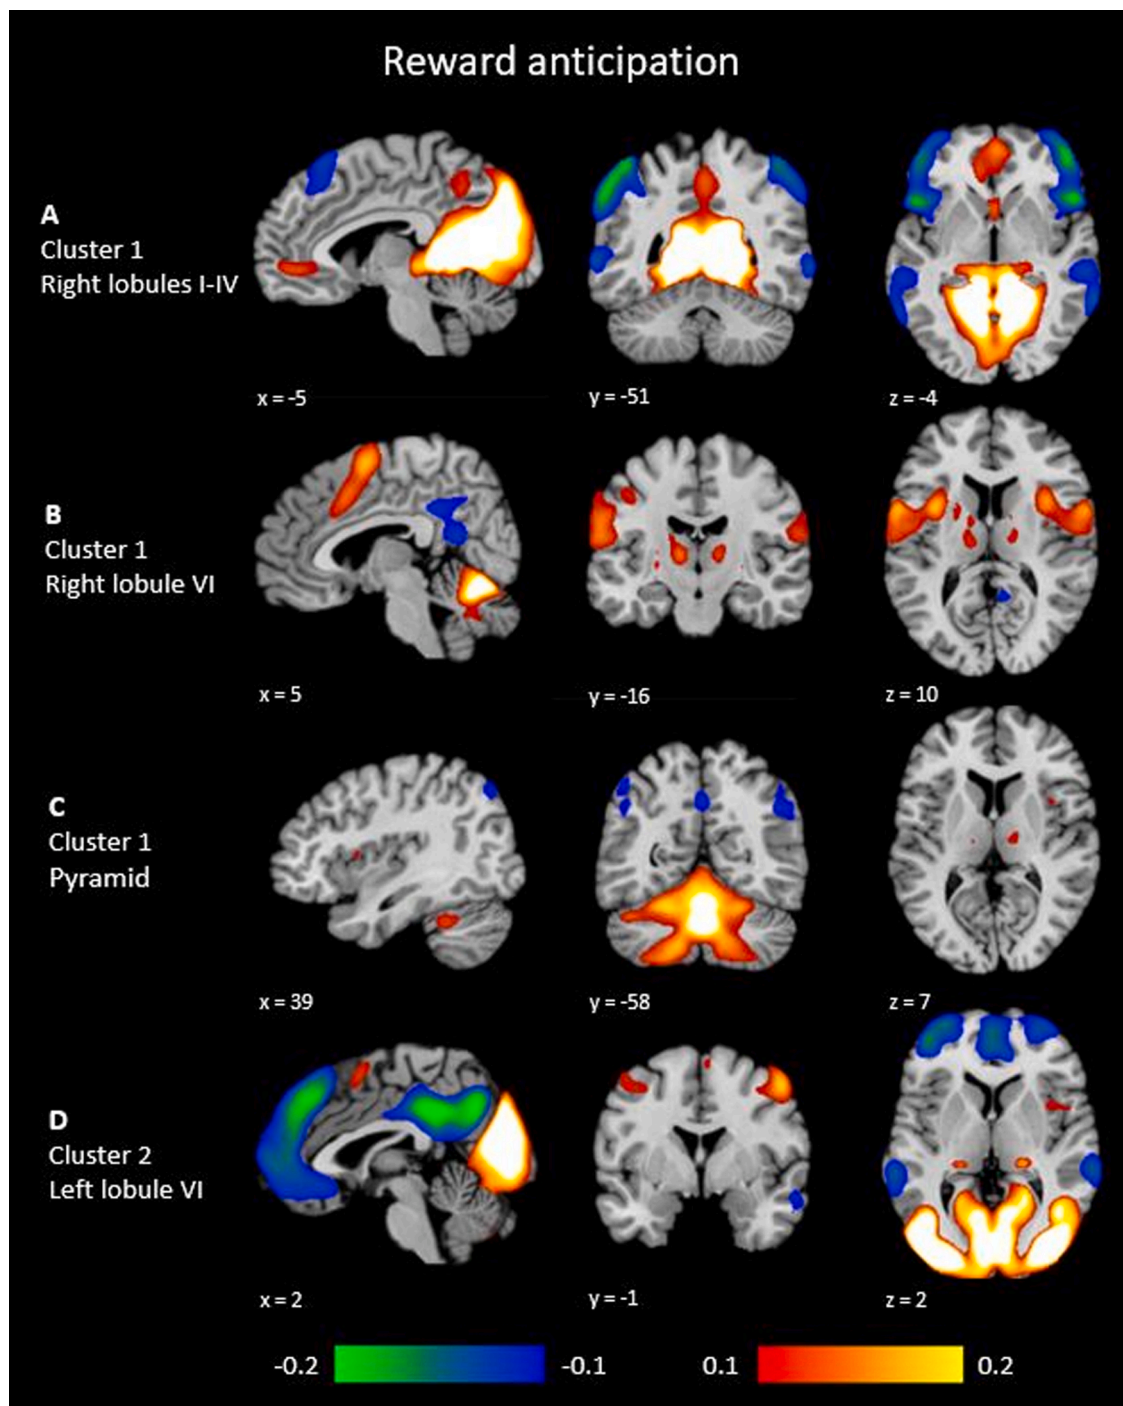 Reward anticipation
A
Cluster 1
Right lobules I-IV
x = -5
y = -51
z = -4
B
Cluster 1
Right lobule VI
x = 5
y = -16
z = 10
C
Cluster 1
Pyramid
x = 39
y = -58
z = 7
D
Cluster 2
Left lobule VI
x = 2
y = -1
z = 2
-0.2 -0.1 0.1 0.2